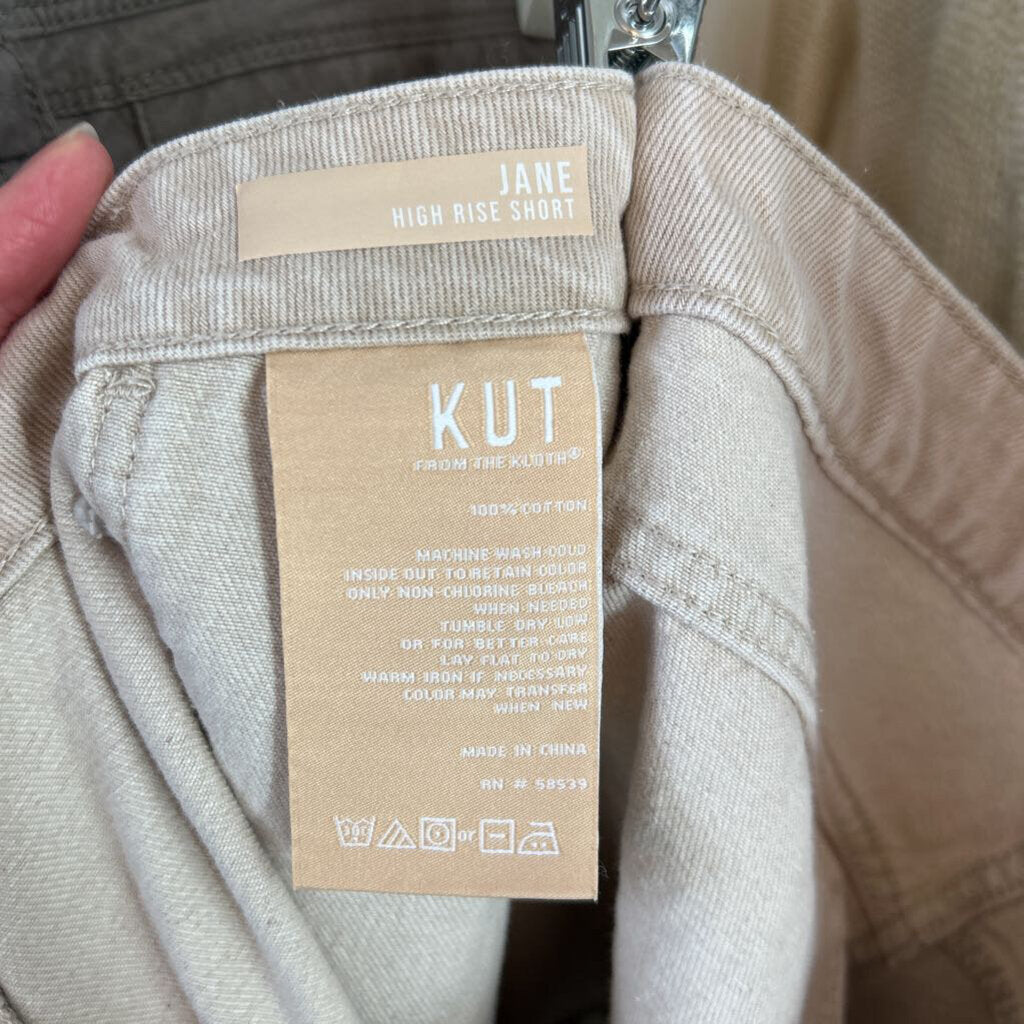 JANE
HIGH RISE SHORT
KUT
FROM THE KLOTH®
100% COTTON
MACHINE WASH COLD
INSIDE OUT TO RETAIN COLOR
ONLY NON-CHLORINE BLEACH
WHEN NEEDED
TUMBLE DRY LOW
OR FOR BETTER CARE
LAY FLAT TO DRY
WARM IRON IF NECESSARY
COLOR MAY TRANSFER
WHEN NEW
MADE IN CHINA
RN # 58539
or